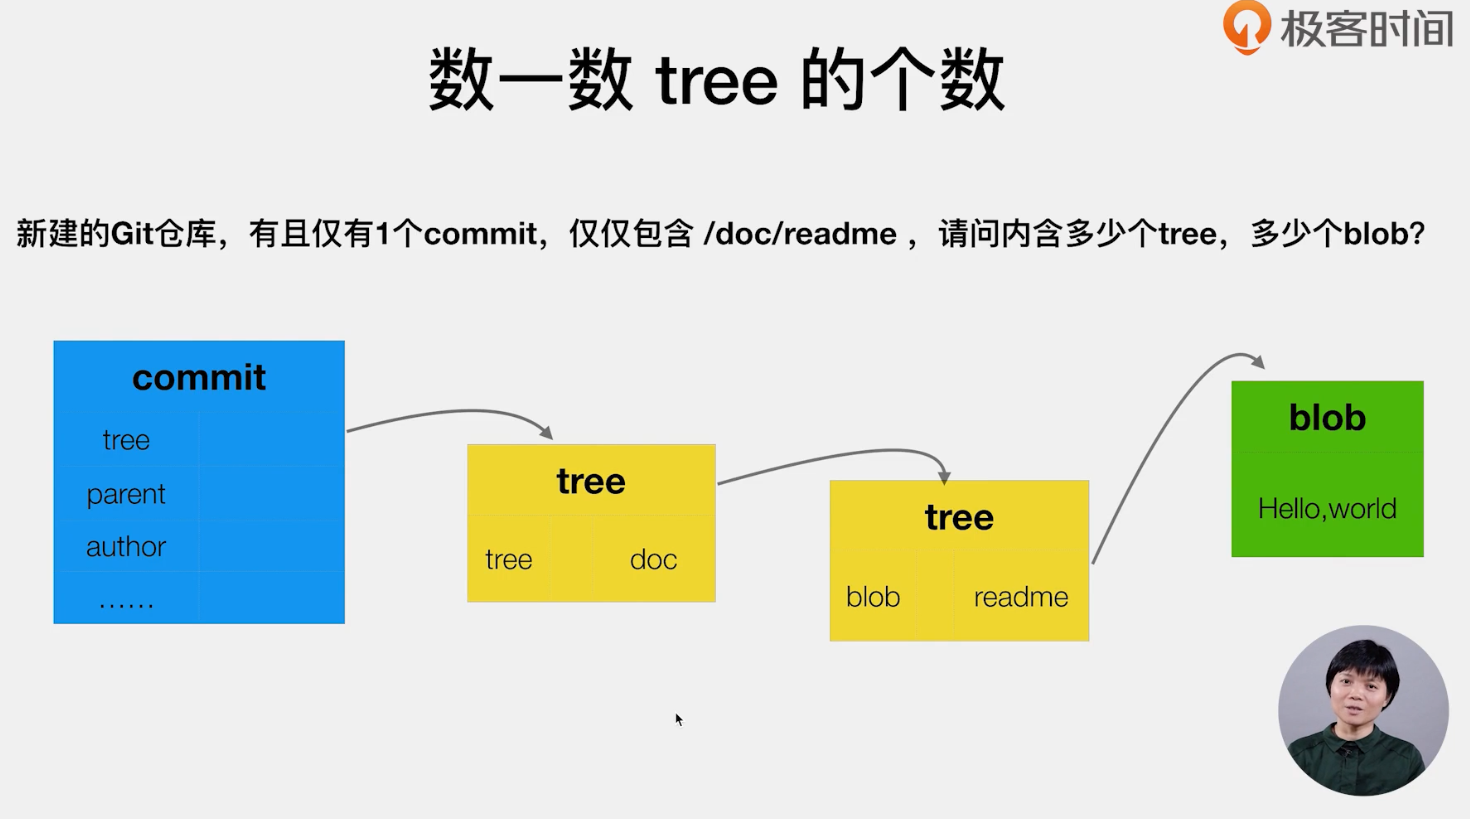 极客时间
数一数 tree 的个数
新建的Git仓库，有且仅有1个commit，仅仅包含 /doc/readme ，请问内含多少个tree，多少个blob？
commit
tree
parent
author
……
tree
tree doc
tree
blob readme
blob
Hello,world